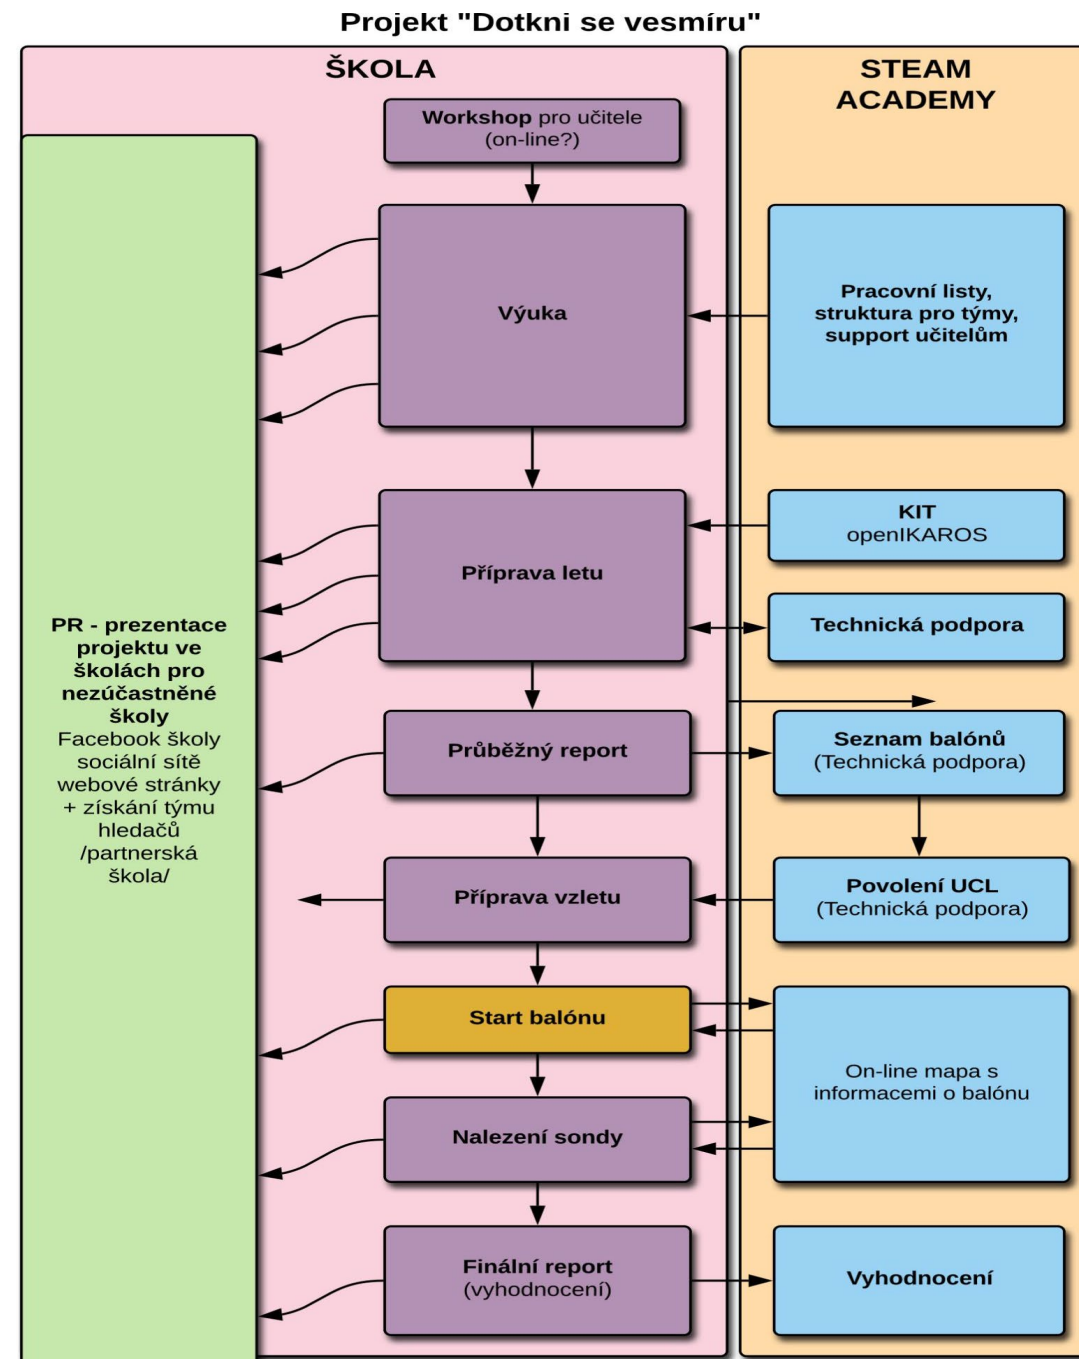 Projekt "Dotkni se vesmíru"
ŠKOLA
Workshop pro učitele
(on-line?)
Výuka
Příprava letu
Průběžný report
Příprava vzletu
Start balónu
Nalezení sondy
Finální report
(vyhodnocení)
PR - prezentace
projektu ve
školách pro
nezúčastněné
školy
Facebook školy
sociální sítě
webové stránky
+ získání týmu
hledačů
/partnerská
škola/
STEAM
ACADEMY
Pracovní listy,
struktura pro týmy,
support učitelům
KIT
openIKAROS
Technická podpora
Seznam balónů
(Technická podpora)
Povolení UCL
(Technická podpora)
On-line mapa s
informacemi o balónu
Vyhodnocení